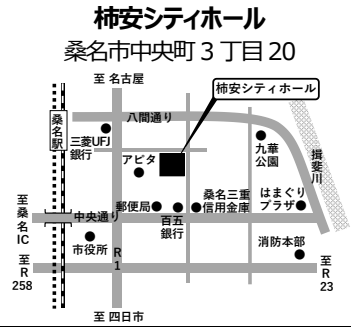 柿安シティホール
桑名市中央町3丁目20
至 名古屋
柿安シティホール
桑名駅
八間通り
三菱UFJ
銀行
アピタ
九華
公園
揖斐川
至
桑
名
IC
中央通り
郵便局
百五
銀行
桑名三重
信用金庫
はまぐり
プラザ
市役所
R
1
消防本部
至
R
258
至
R
23
至 四日市